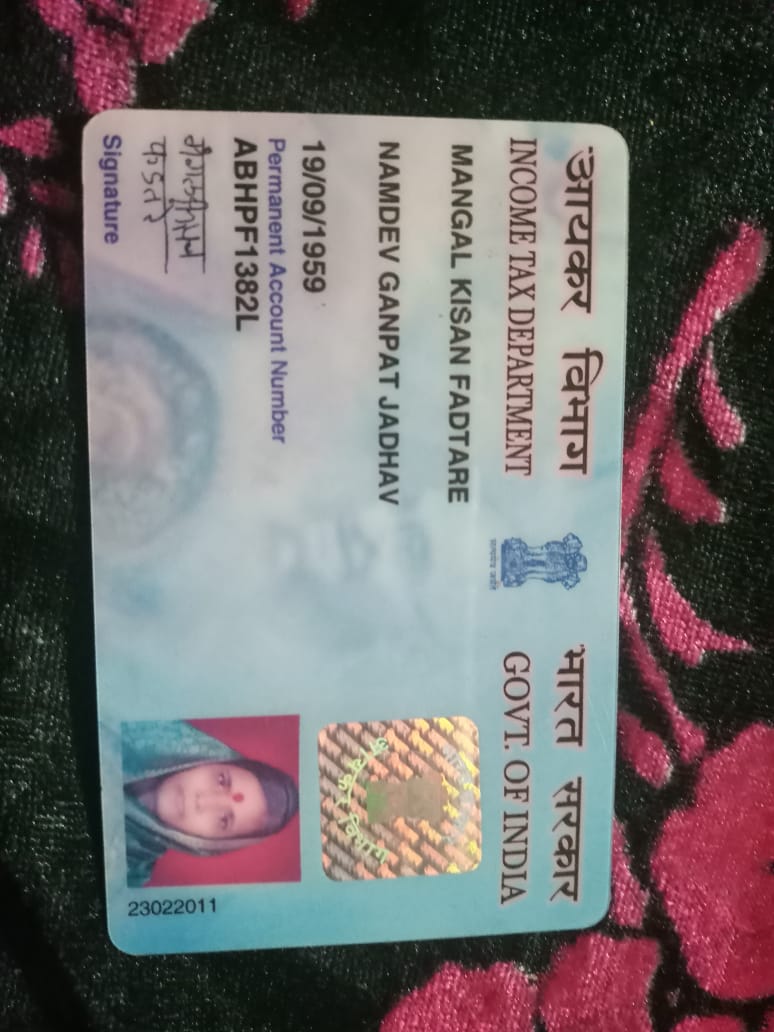 आयकर विभाग
INCOME TAX DEPARTMENT
भारत सरकार
GOVT. OF INDIA
सत्यमेव जयते
MANGAL KISAN FADTARE
NAMDEV GANPAT JADHAV
19/09/1959
Permanent Account Number
ABHPF1382L
मंगल किसन
फडतरे
Signature
आयकर विभाग
23022011